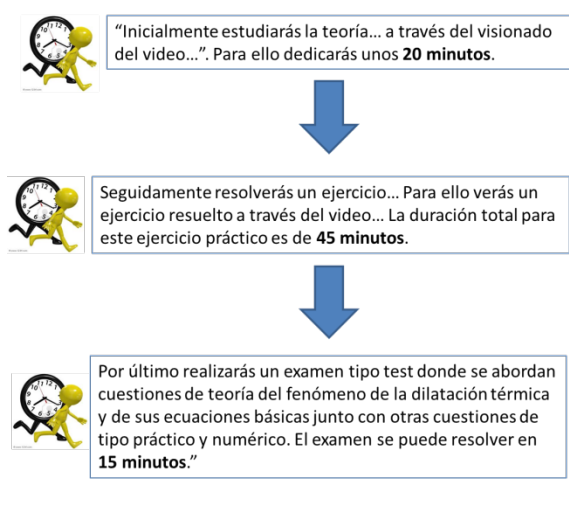 “Inicialmente estudiarás la teoría… a través del visionado
del video…”. Para ello dedicarás unos 20 minutos.
Seguidamente resolverás un ejercicio… Para ello verás un
ejercicio resuelto a través del video… La duración total para
este ejercicio práctico es de 45 minutos.
Por último realizarás un examen tipo test donde se abordan
cuestiones de teoría del fenómeno de la dilatación térmica
y de sus ecuaciones básicas junto con otras cuestiones de
tipo práctico y numérico. El examen se puede resolver en
15 minutos.”